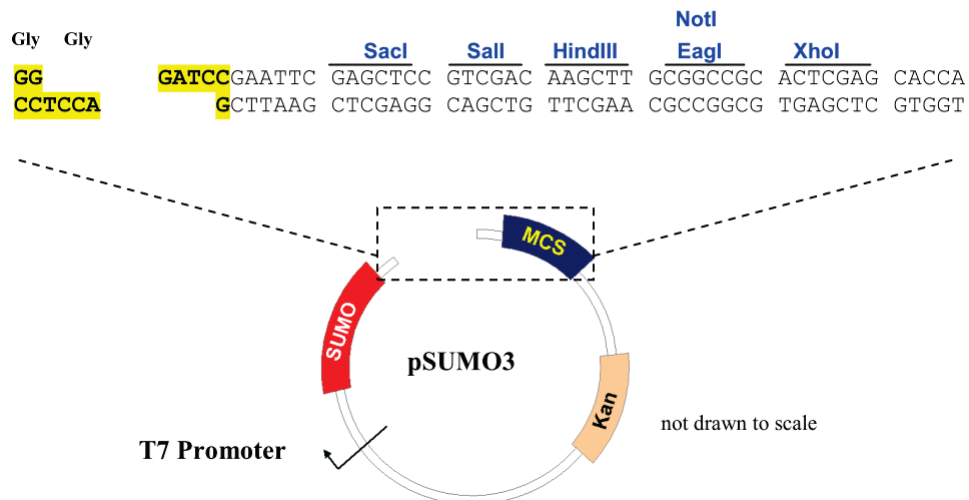 NotI
Gly Gly
SacI SalI HindIII EagI XhoI
GG GATCCGAATTC GAGCTCC GTCGAC AAGCTT GCGGCCGC ACTCGAG CACCA
CCTCCA GCTTAAG CTCGAGG CAGCTG TTCGAA CGCCGGCG TGAGCTC GTGGT
MCS
SUMO
pSUMO3
Kan
not drawn to scale
T7 Promoter